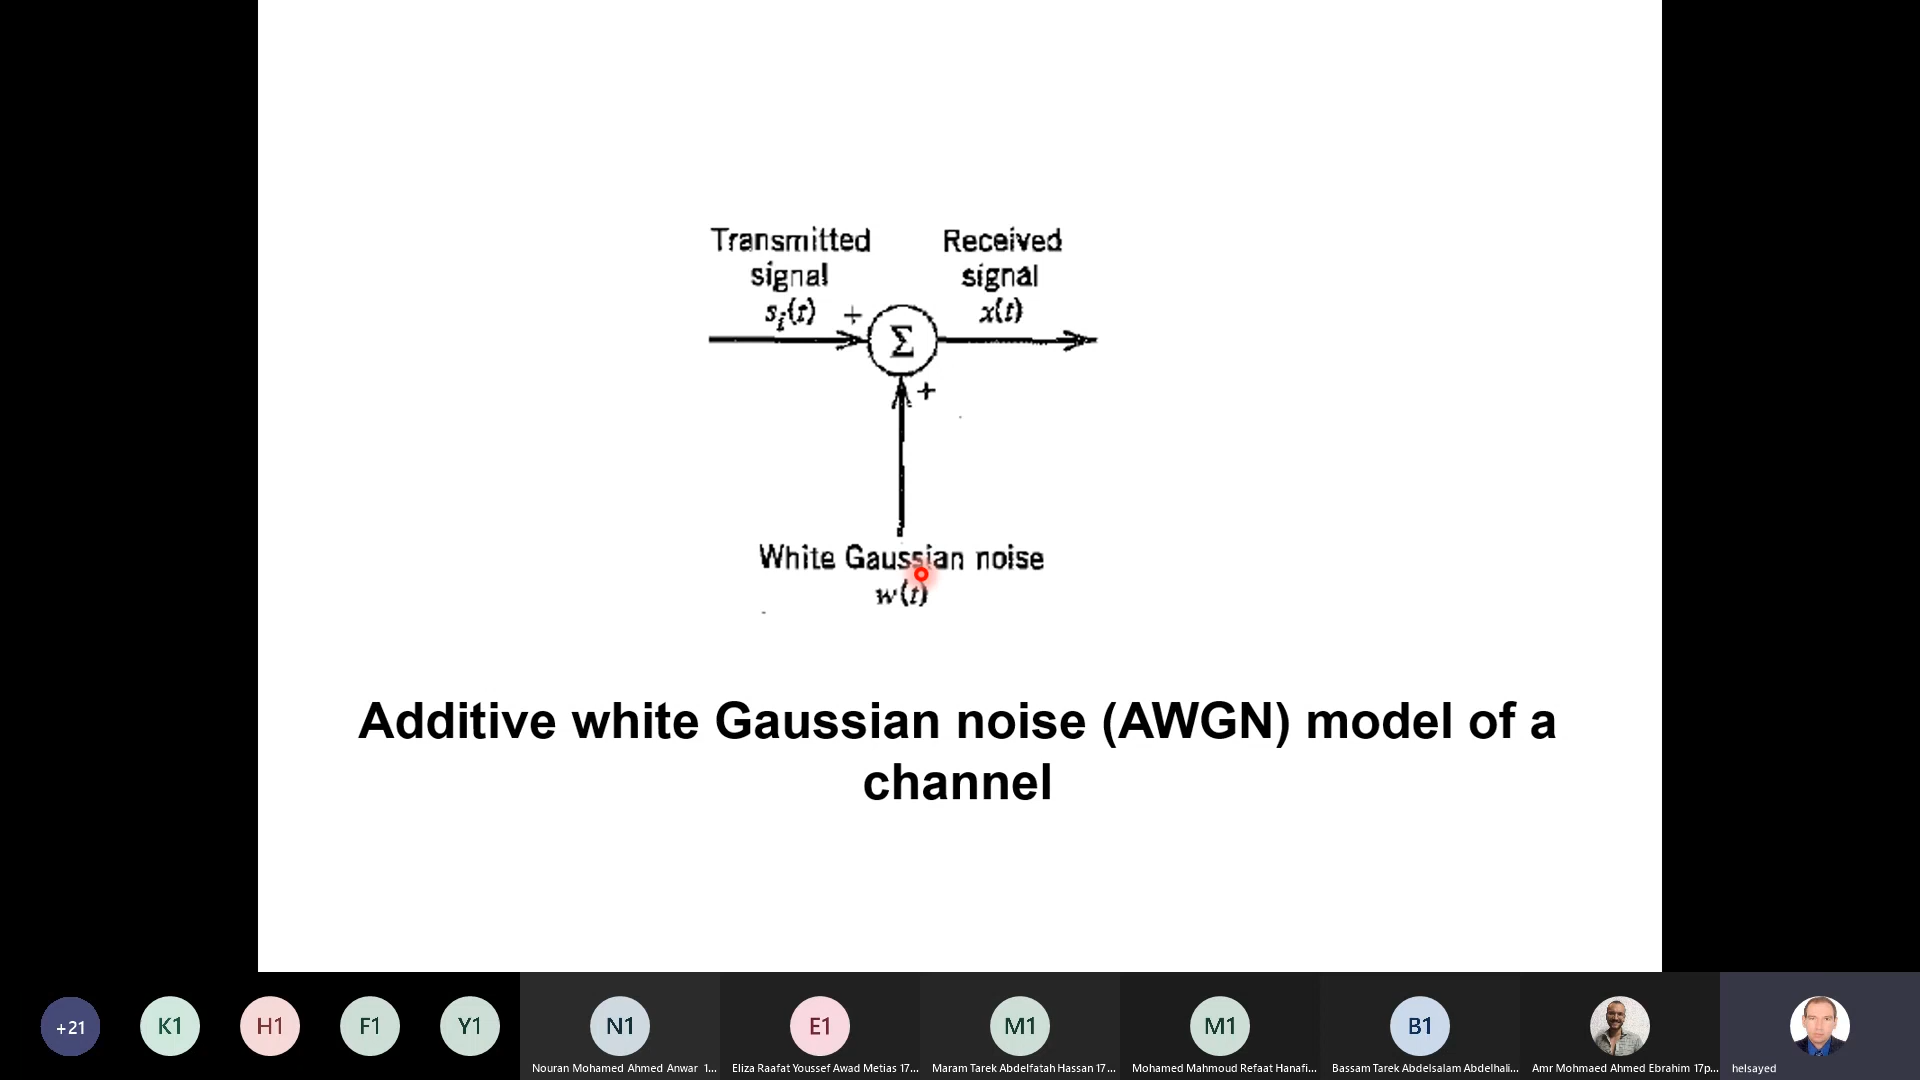 Transmitted
signal
s_i(t)
+
Received
signal
x(t)
Σ
+
White Gaussian noise
w(t)
Additive white Gaussian noise (AWGN) model of a
channel
+21
K1
H1
F1
Y1
N1
E1
M1
M1
B1
Nouran Mohamed Ahmed Anwar 1...
Eliza Raafat Youssef Awad Metias 17...
Maram Tarek Abdelfatah Hassan 17...
Mohamed Mahmoud Refaat Hanafi...
Bassam Tarek Abdelsalam Abdelhali...
Amr Mohmaed Ahmed Ebrahim 17p...
helsayed